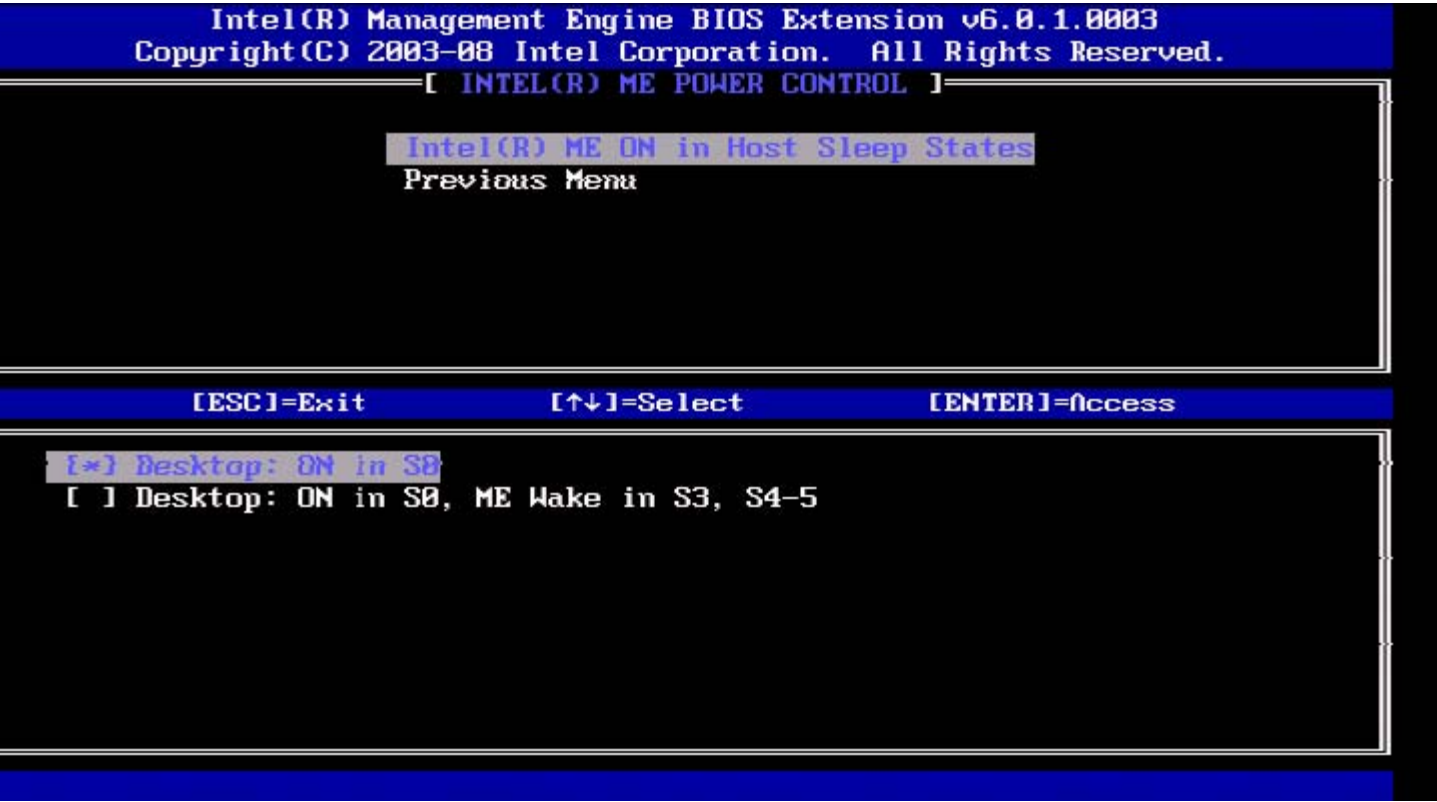 Intel(R) Management Engine BIOS Extension v6.0.1.0003
Copyright(C) 2003-08 Intel Corporation. All Rights Reserved.
[ INTEL(R) ME POWER CONTROL ]
Intel(R) ME ON in Host Sleep States
Previous Menu
[ESC]=Exit [↑↓]=Select [ENTER]=Access
[*] Desktop: ON in S0
[ ] Desktop: ON in S0, ME Wake in S3, S4-5